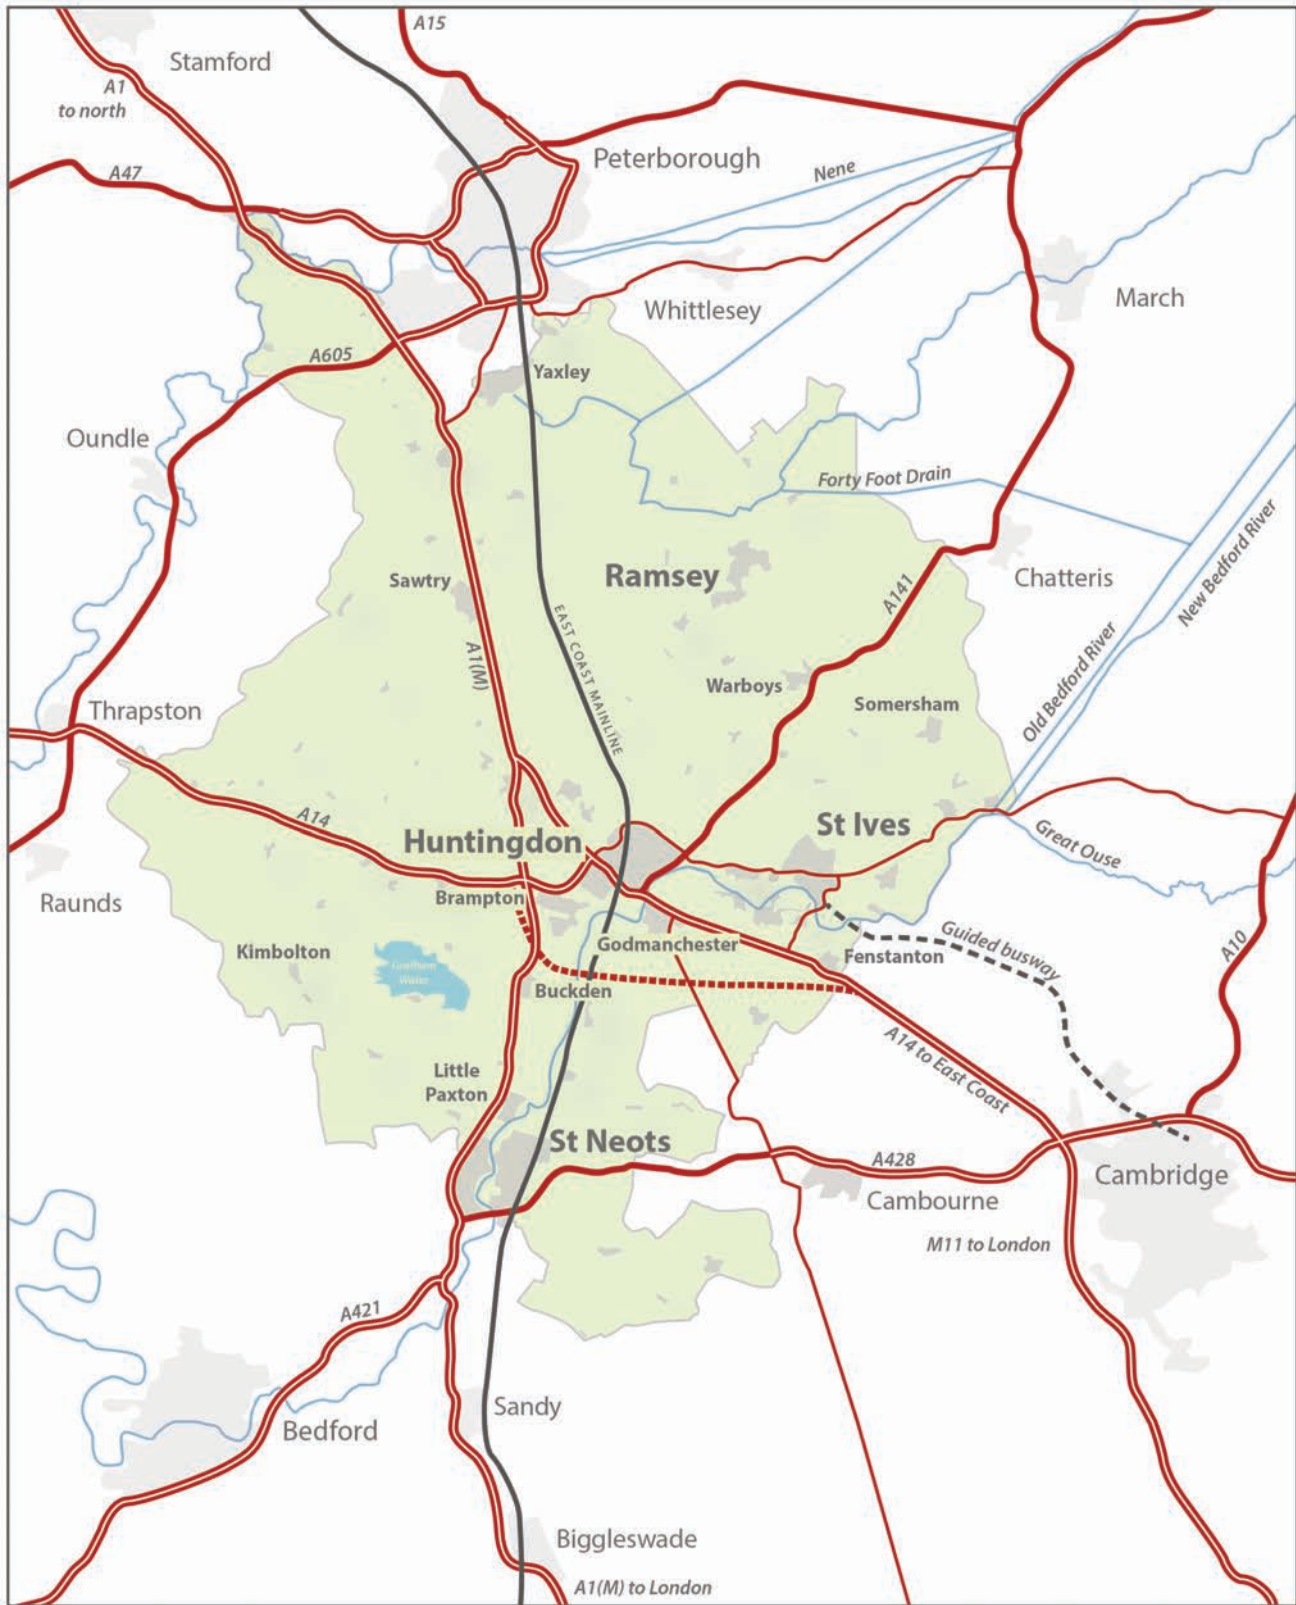 A15
Stamford
A1
to north
Peterborough
A47
Nene
March
Whittlesey
A605
Yaxley
Oundle
Forty Foot Drain
New Bedford River
Ramsey
Chatteris
Sawtry
A141
EAST COAST MAINLINE
A1(M)
Old Bedford River
Warboys
Somersham
Thrapston
A14
St Ives
Huntingdon
Great Ouse
Brampton
Raunds
Guided busway
A10
Godmanchester
Kimbolton
Fenstanton
Grafham
Water
Buckden
A14 to East Coast
Little
Paxton
St Neots
A428
Cambridge
Cambourne
M11 to London
A421
Sandy
Bedford
Biggleswade
A1(M) to London